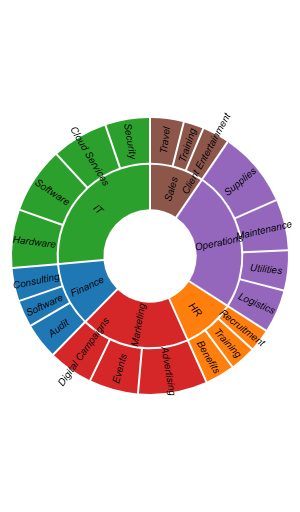 Sales
Travel
Training
Client Entertainment
Operations
Supplies
Maintenance
Utilities
Logistics
HR
Recruitment
Training
Benefits
Marketing
Advertising
Events
Digital Campaigns
Finance
Audit
Software
Consulting
IT
Hardware
Software
Cloud Services
Security